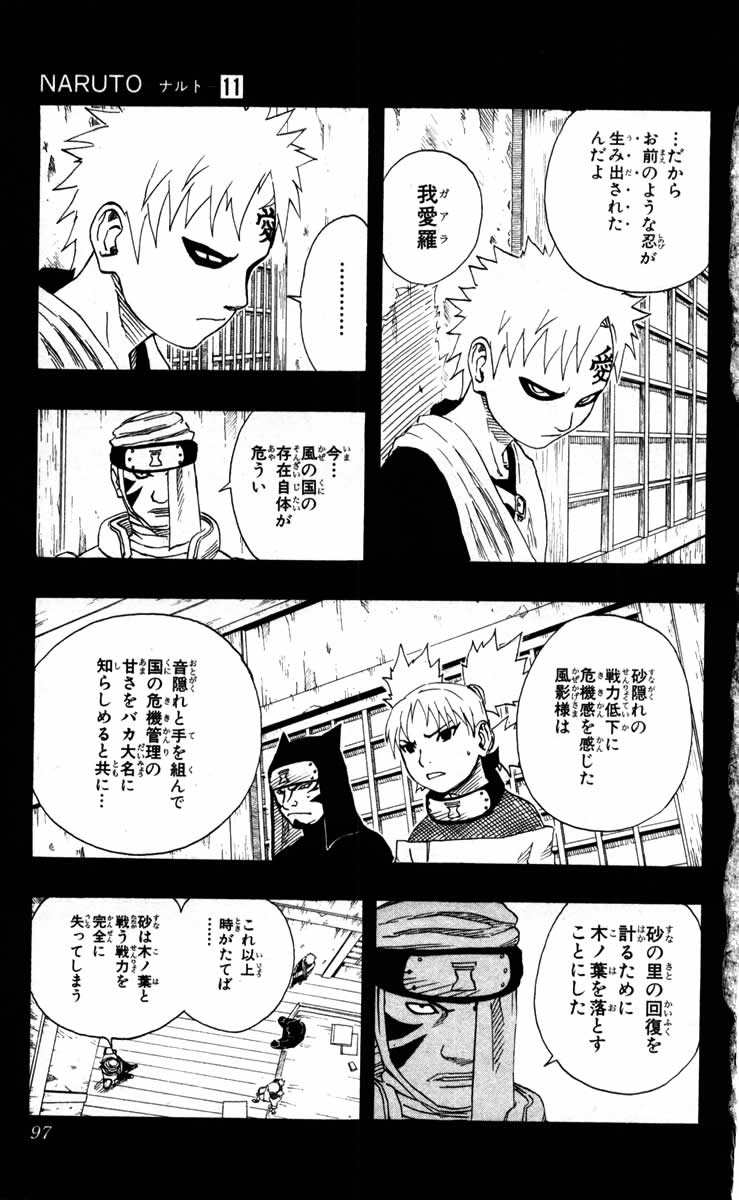 NARUTO ナルト 11
…だから
お前のような忍が
生み出された
んだよ
我愛羅
…………
今…
風の国の
存在自体が
危うい
砂隠れの
戦力低下に
危機感を感じた
風影様は
音隠れと手を組んで
国の危機管理の
甘さをバカ大名に
知らしめると共に…
砂の里の回復を
計るために
木ノ葉を落とす
ことにした
これ以上
時がたてば
……
砂は木ノ葉と
戦う戦力を
完全に
失ってしまう
97